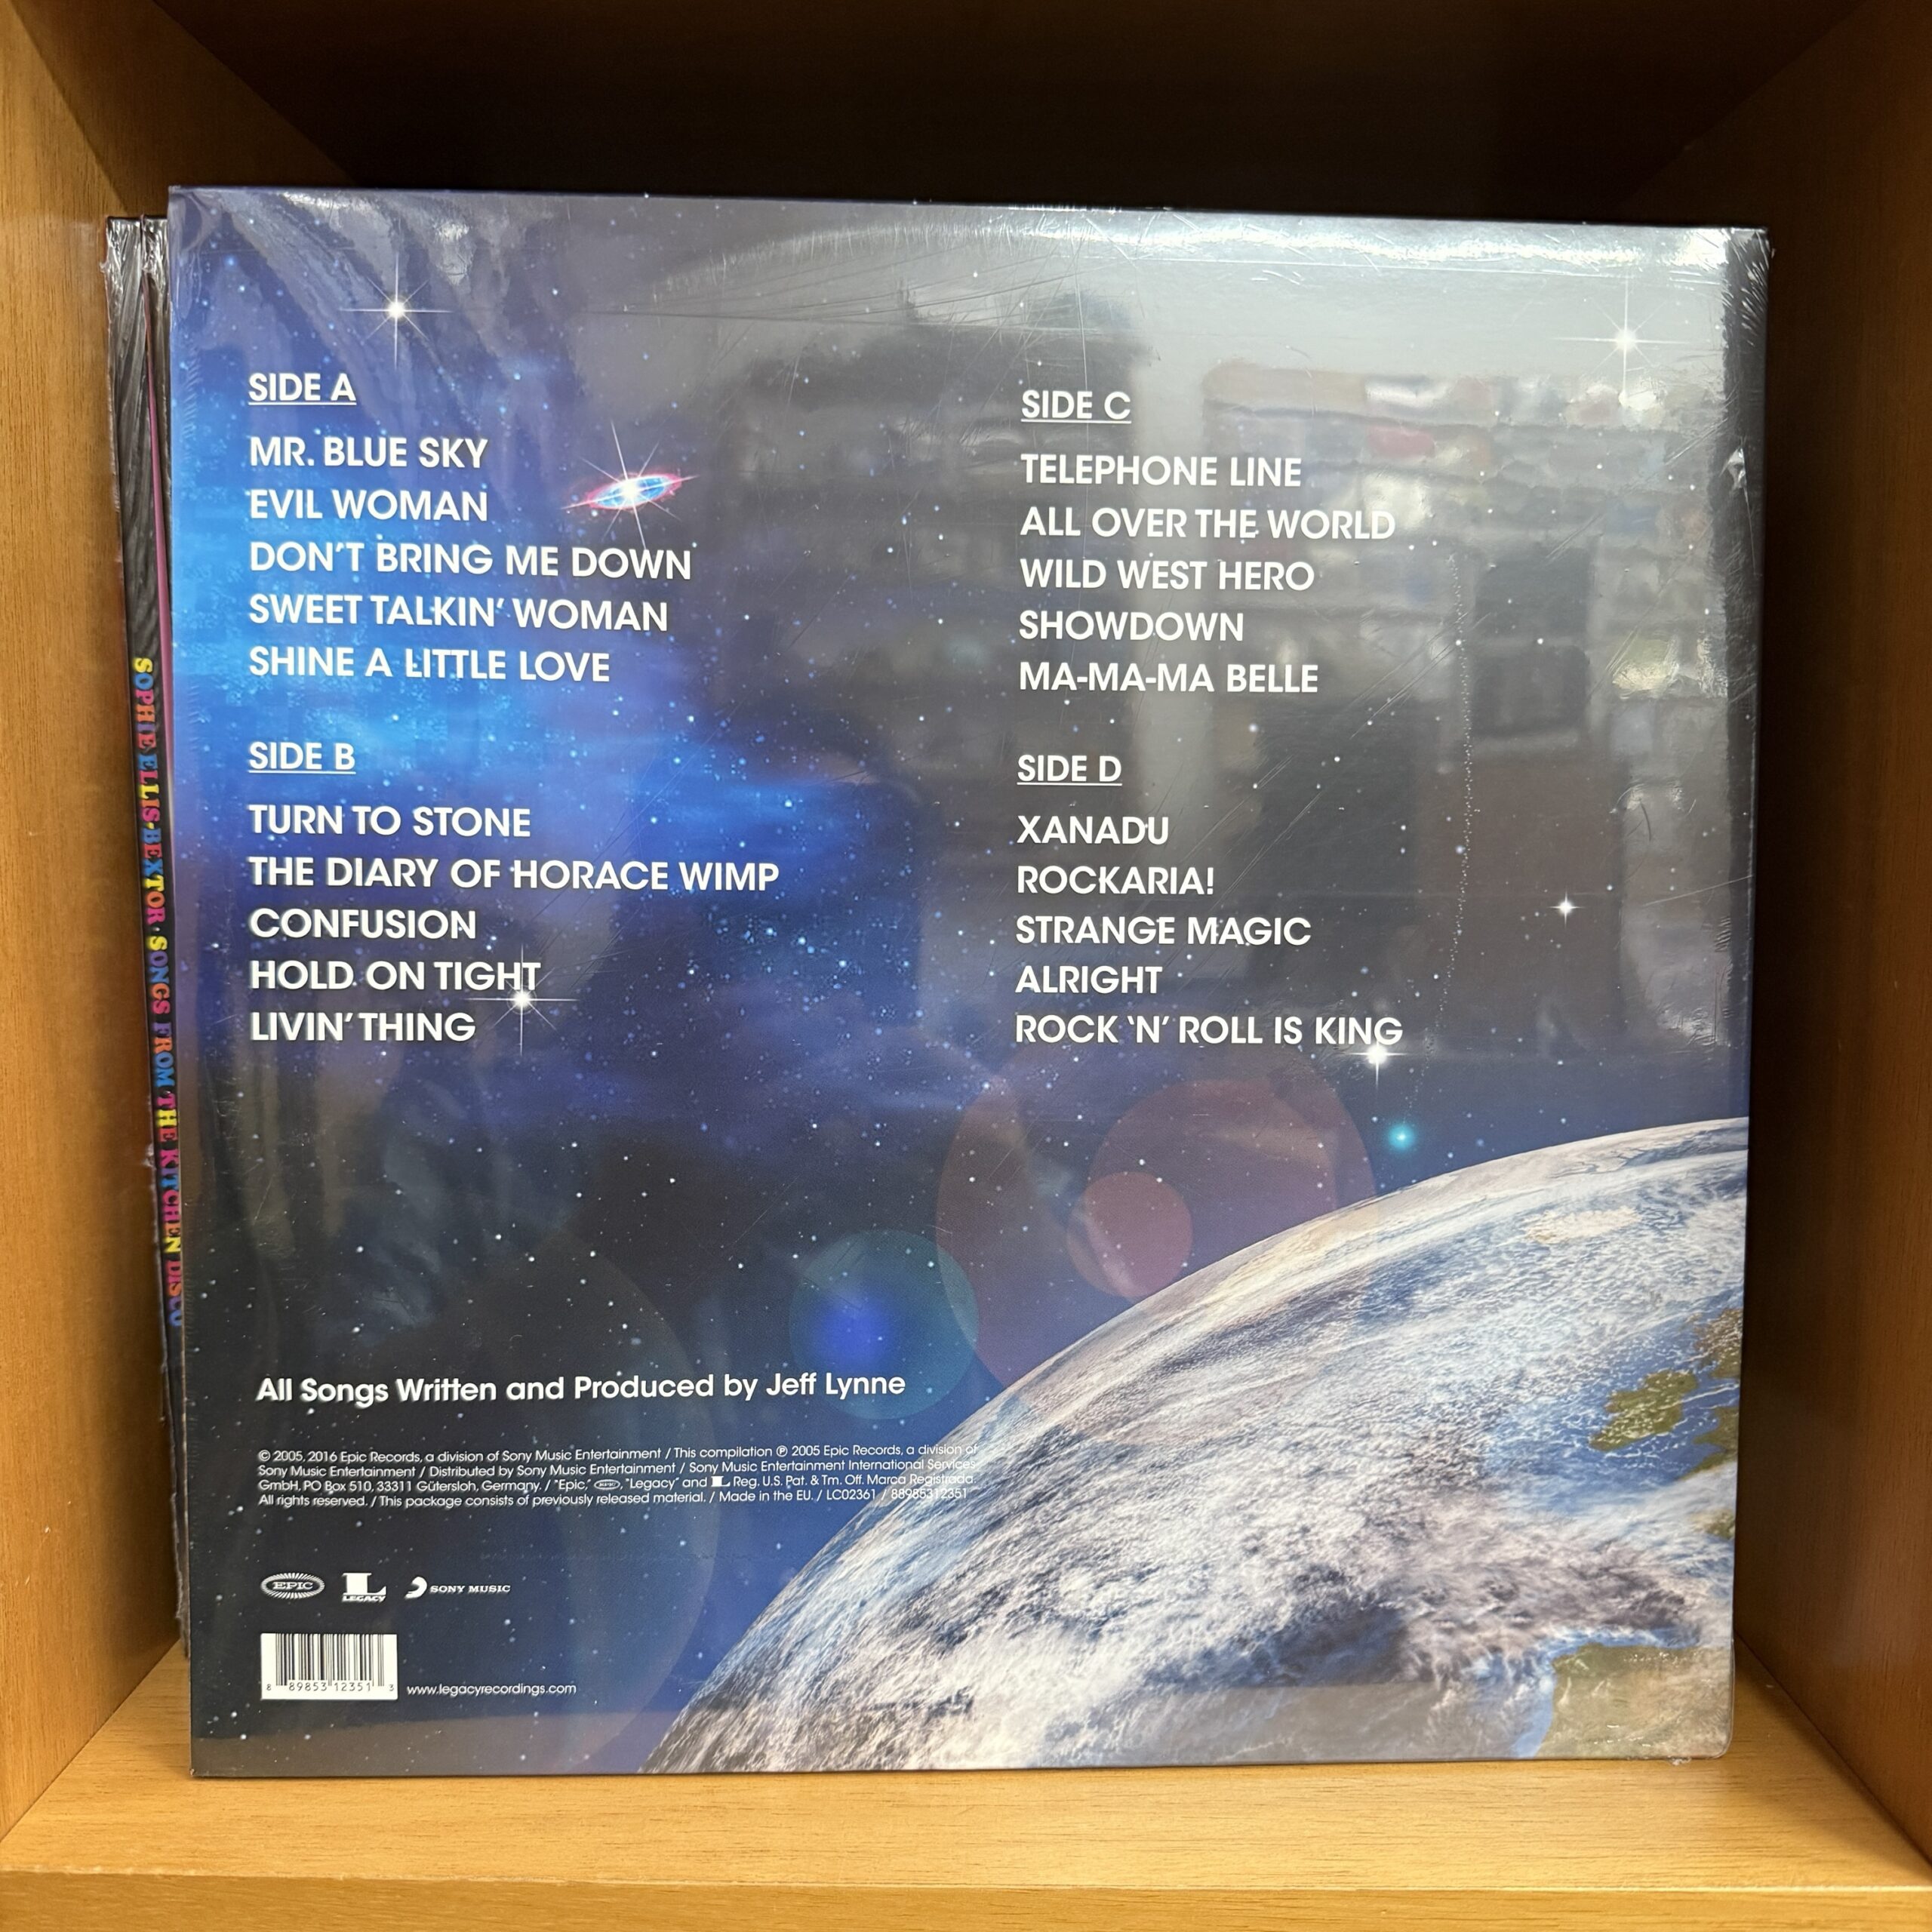 SIDE A
MR. BLUE SKY
EVIL WOMAN
DON'T BRING ME DOWN
SWEET TALKIN' WOMAN
SHINE A LITTLE LOVE
SIDE B
TURN TO STONE
THE DIARY OF HORACE WIMP
CONFUSION
HOLD ON TIGHT
LIVIN' THING
SIDE C
TELEPHONE LINE
ALL OVER THE WORLD
WILD WEST HERO
SHOWDOWN
MA-MA-MA BELLE
SIDE D
XANADU
ROCKARIA!
STRANGE MAGIC
ALRIGHT
ROCK 'N' ROLL IS KING
All Songs Written and Produced by Jeff Lynne
© 2005, 2016 Epic Records, a division of Sony Music Entertainment / This compilation ℗ 2005 Epic Records, a division of
Sony Music Entertainment / Distributed by Sony Music Entertainment / Sony Music Entertainment International Services
GmbH, PO Box 510, 33311 Gütersloh, Germany. / "Epic," EPIC, "Legacy" and L Reg. U.S. Pat. & Tm. Off. Marca Registrada.
All rights reserved. / This package consists of previously released material. / Made in the EU. / LC02361 / 88985312351
EPIC L LEGACY SONY MUSIC
8 89853 12351 3
www.legacyrecordings.com
SOPHIE ELLIS-BEXTOR · SONGS FROM THE KITCHEN DISCO